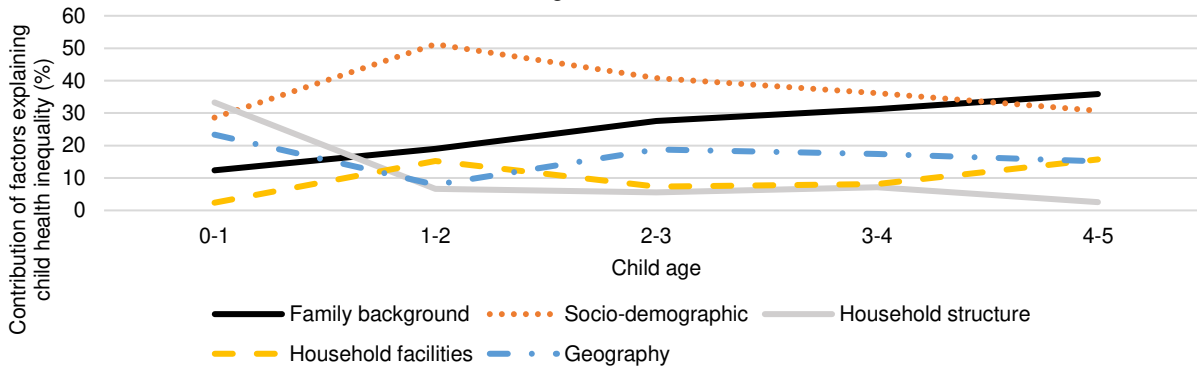 60
50
40
30
20
10
0
Contribution of factors explaining
child health inequality (%)
0-1 1-2 2-3 3-4 4-5
Child age
Family background Socio-demographic Household structure
Household facilities Geography